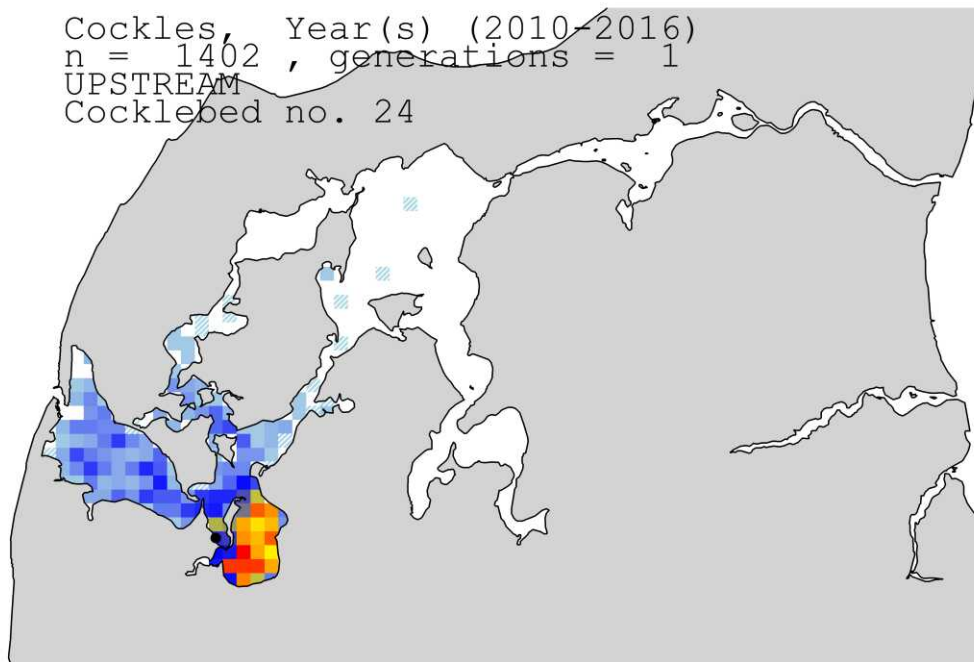 Cockles,  Year(s) (2010-2016)
n =  1402 , generations =  1
UPSTREAM
Cocklebed no. 24